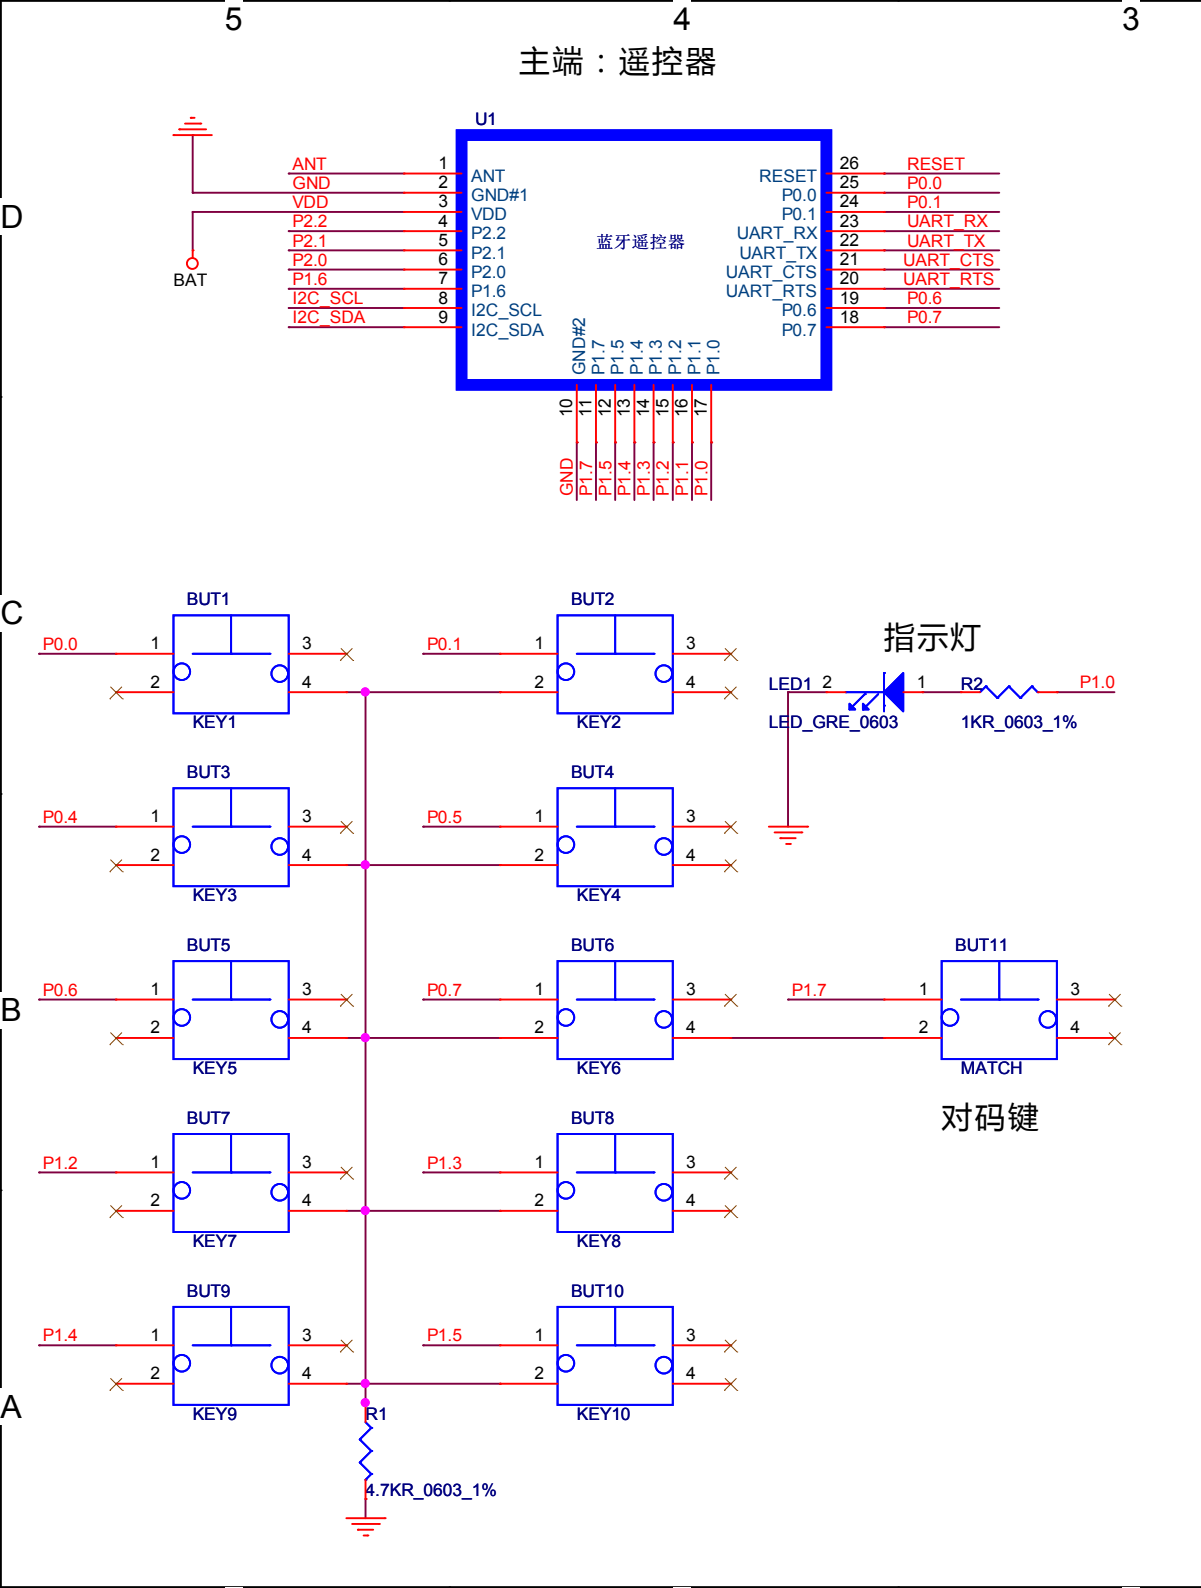 5 4 3
主端：遥控器
U1
ANT 1 ANT RESET 26 RESET
GND 2 GND#1 P0.0 25 P0.0
VDD 3 VDD P0.1 24 P0.1
D
P2.2 4 P2.2 UART_RX 23 UART_RX
蓝牙遥控器
P2.1 5 P2.1 UART_TX 22 UART_TX
P2.0 6 P2.0 UART_CTS 21 UART_CTS
BAT
P1.6 7 P1.6 UART_RTS 20 UART_RTS
I2C_SCL 8 I2C_SCL P0.6 19 P0.6
I2C_SDA 9 I2C_SDA P0.7 18 P0.7
GND#2 P1.7 P1.5 P1.4 P1.3 P1.2 P1.1 P1.0
10 11 12 13 14 15 16 17
GND P1.7 P1.5 P1.4 P1.3 P1.2 P1.1 P1.0
C
BUT1 BUT2
指示灯
P0.0 1 3 P0.1 1 3
2 4 2 4
LED1 2 1 R2 P1.0
KEY1 KEY2
LED_GRE_0603 1KR_0603_1%
BUT3 BUT4
P0.4 1 3 P0.5 1 3
2 4 2 4
KEY3 KEY4
BUT5 BUT6 BUT11
P0.6 1 3 P0.7 1 3 P1.7 1 3
B
2 4 2 4 2 4
KEY5 KEY6 MATCH
对码键
BUT7 BUT8
P1.2 1 3 P1.3 1 3
2 4 2 4
KEY7 KEY8
BUT9 BUT10
P1.4 1 3 P1.5 1 3
2 4 2 4
A
KEY9 R1 KEY10
4.7KR_0603_1%